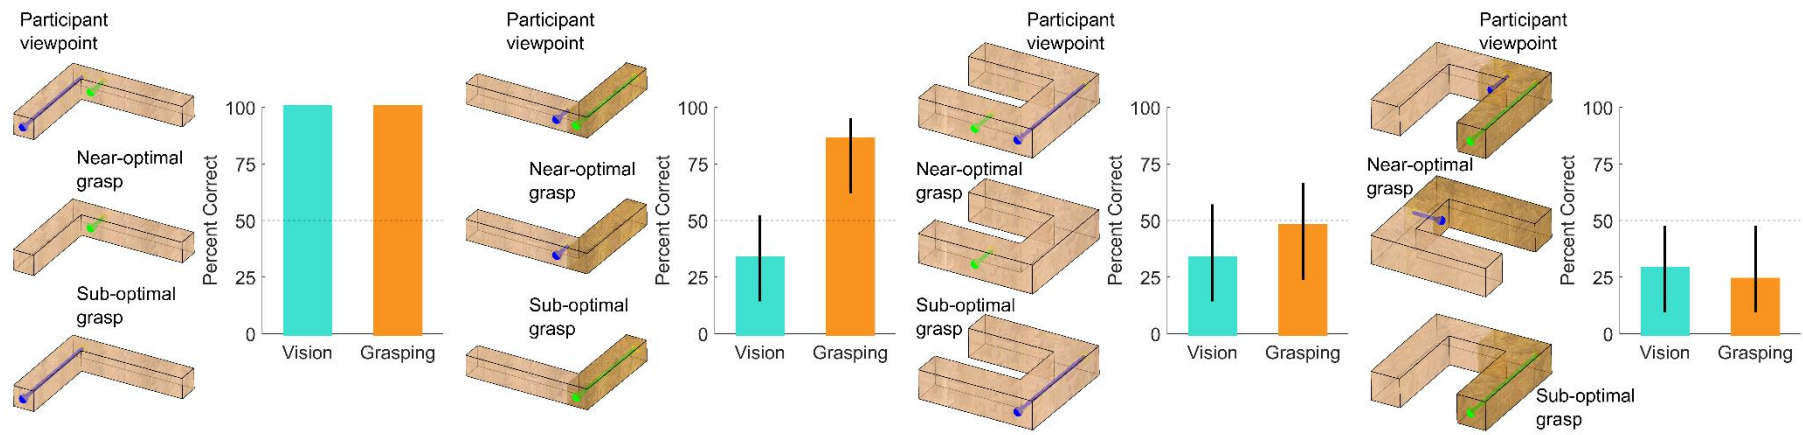 Participant
viewpoint
Near-optimal
grasp
Sub-optimal
grasp
Percent Correct
100
75
50
25
0
Vision
Grasping
Participant
viewpoint
Near-optimal
grasp
Sub-optimal
grasp
Percent Correct
100
75
50
25
0
Vision
Grasping
Participant
viewpoint
Near-optimal
grasp
Sub-optimal
grasp
Percent Correct
100
75
50
25
0
Vision
Grasping
Participant
viewpoint
Near-optimal
grasp
Sub-optimal
grasp
Percent Correct
100
75
50
25
0
Vision
Grasping